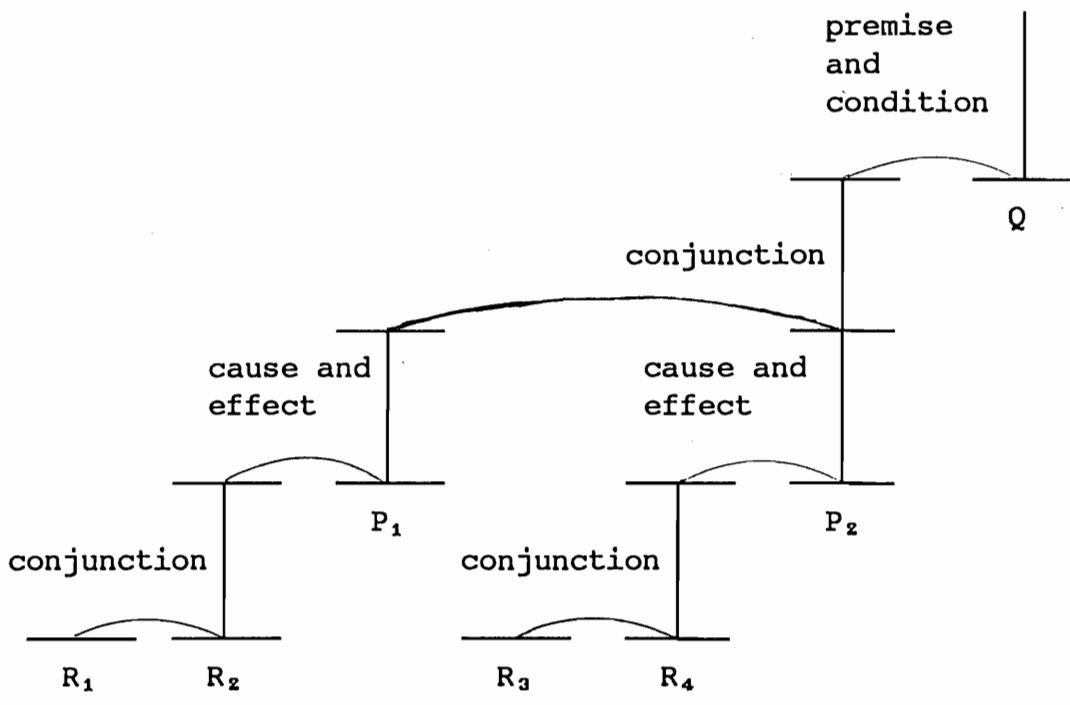 premise
and
condition
Q
conjunction
cause and
effect
cause and
effect
P₁
P₂
conjunction
conjunction
R₁
R₂
R₃
R₄